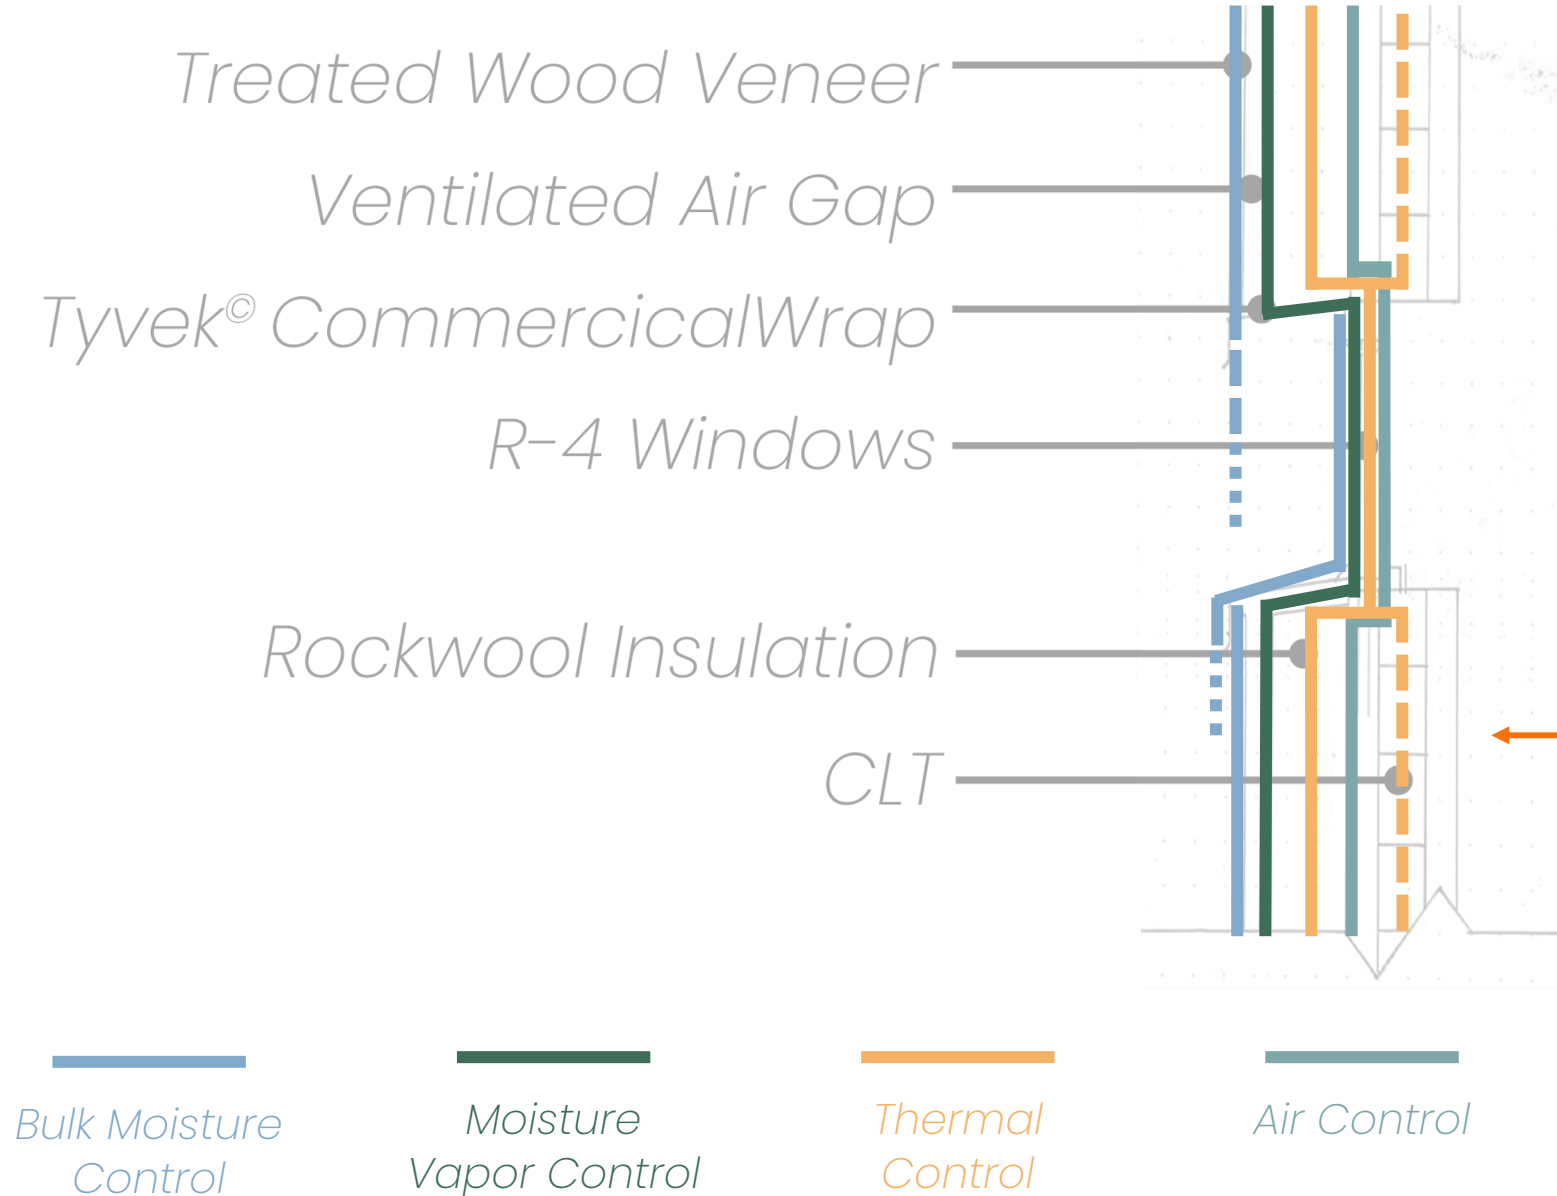 Treated Wood Veneer
Ventilated Air Gap
Tyvek© CommercicalWrap
R-4 Windows
Rockwool Insulation
CLT
Bulk Moisture
Control
Moisture
Vapor Control
Thermal
Control
Air Control